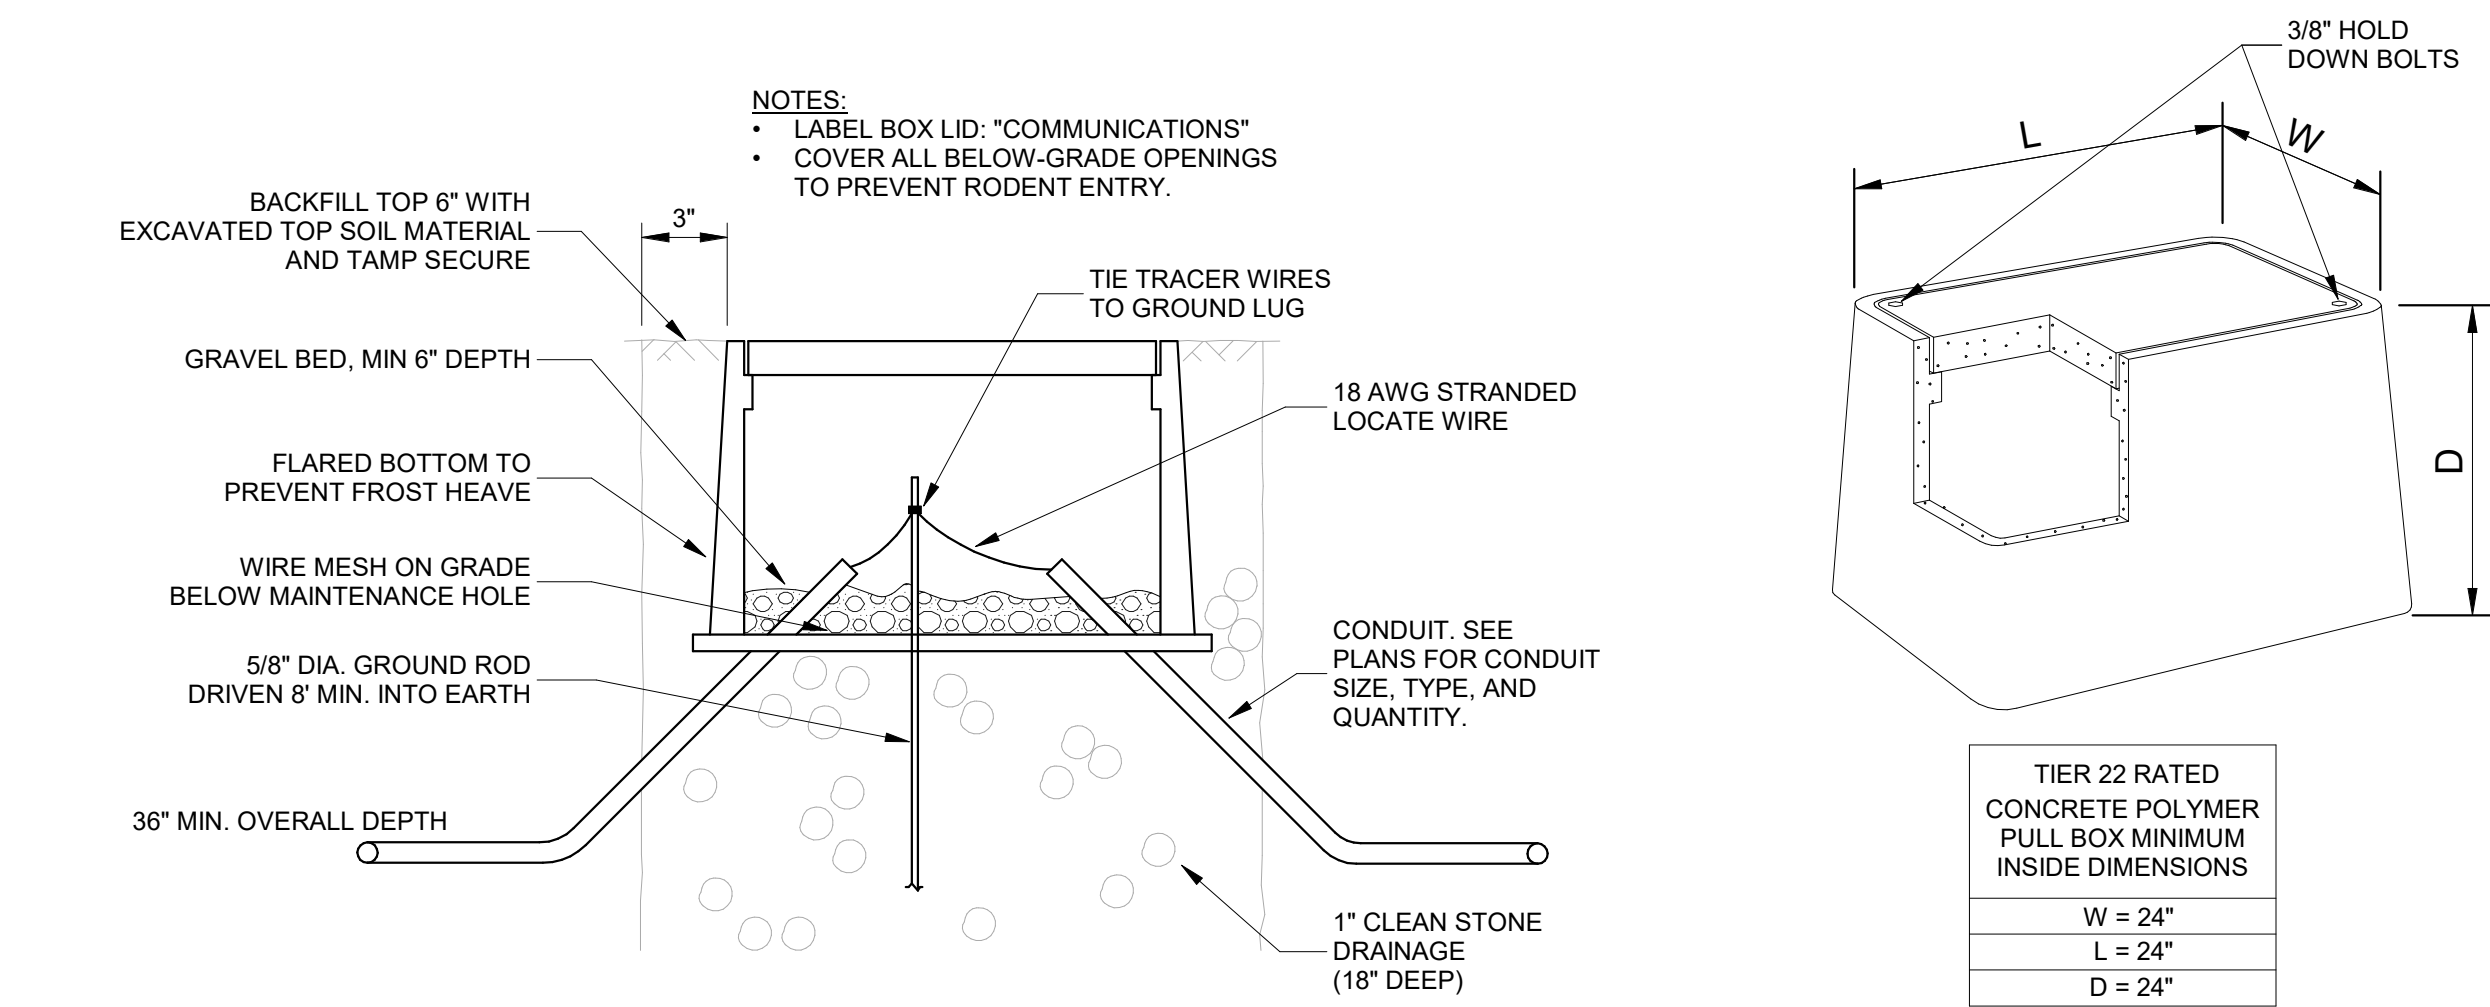 3/8" HOLD
DOWN BOLTS
NOTES:
• LABEL BOX LID: "COMMUNICATIONS"
• COVER ALL BELOW-GRADE OPENINGS
TO PREVENT RODENT ENTRY.
L
W
BACKFILL TOP 6" WITH
EXCAVATED TOP SOIL MATERIAL
AND TAMP SECURE
3"
TIE TRACER WIRES
TO GROUND LUG
GRAVEL BED, MIN 6" DEPTH
18 AWG STRANDED
LOCATE WIRE
FLARED BOTTOM TO
PREVENT FROST HEAVE
D
WIRE MESH ON GRADE
BELOW MAINTENANCE HOLE
CONDUIT. SEE
PLANS FOR CONDUIT
SIZE, TYPE, AND
QUANTITY.
5/8" DIA. GROUND ROD
DRIVEN 8' MIN. INTO EARTH
36" MIN. OVERALL DEPTH
1" CLEAN STONE
DRAINAGE
(18" DEEP)
TIER 22 RATED
CONCRETE POLYMER
PULL BOX MINIMUM
INSIDE DIMENSIONS
W = 24"
L = 24"
D = 24"